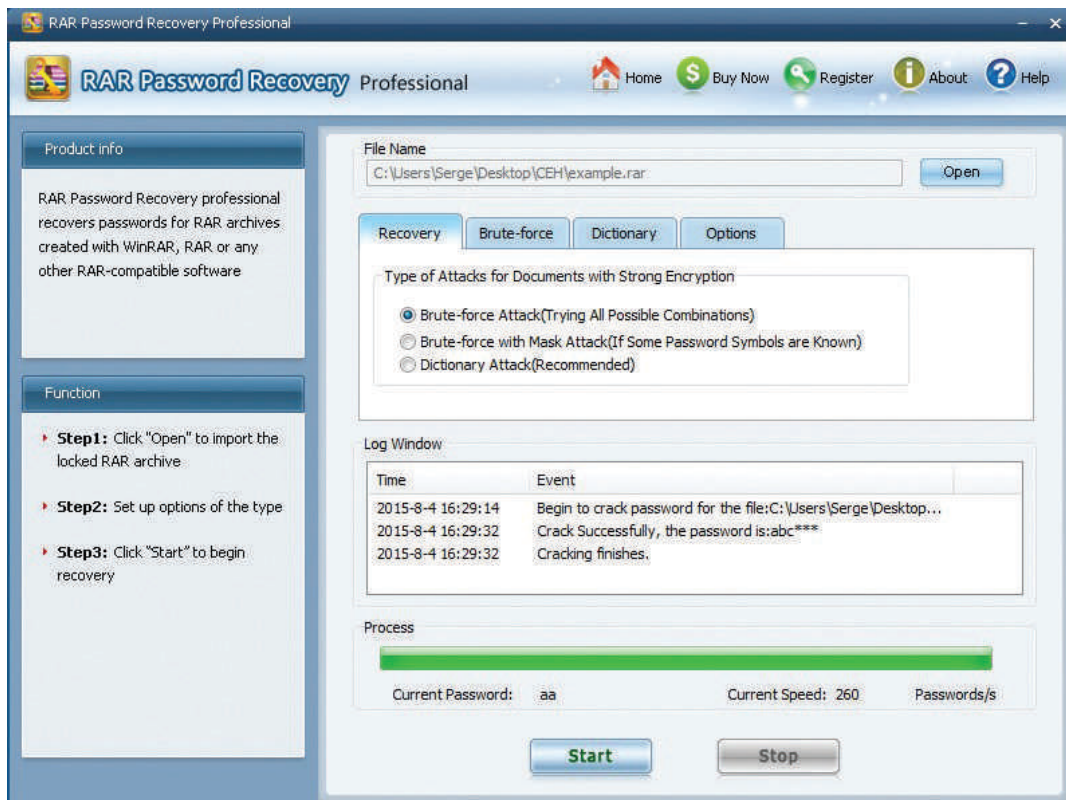 RAR Password Recovery Professional
RAR Password Recovery Professional
Home
Buy Now
Register
About
Help
Product info
RAR Password Recovery professional
recovers passwords for RAR archives
created with WinRAR, RAR or any
other RAR-compatible software
Function
Step1: Click "Open" to import the
locked RAR archive
Step2: Set up options of the type
Step3: Click "Start" to begin
recovery
File Name
C:\Users\Serge\Desktop\CEH\example.rar
Open
Recovery
Brute-force
Dictionary
Options
Type of Attacks for Documents with Strong Encryption
Brute-force Attack(Trying All Possible Combinations)
Brute-force with Mask Attack(If Some Password Symbols are Known)
Dictionary Attack(Recommended)
Log Window
Time Event
2015-8-4 16:29:14 Begin to crack password for the file:C:\Users\Serge\Desktop...
2015-8-4 16:29:32 Crack Successfully, the password is:abc***
2015-8-4 16:29:32 Cracking finishes.
Process
Current Password: aa Current Speed: 260 Passwords/s
Start
Stop